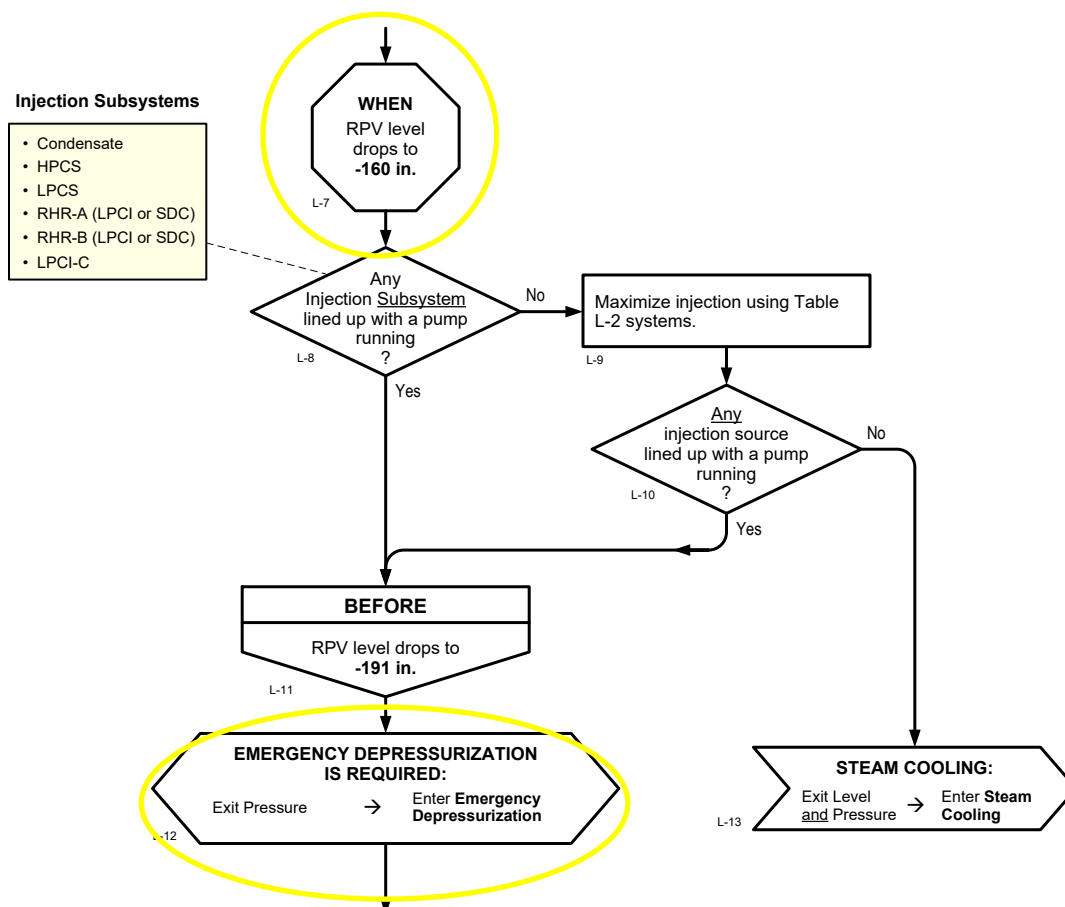 Injection Subsystems
• Condensate
• HPCS
• LPCS
• RHR-A (LPCI or SDC)
• RHR-B (LPCI or SDC)
• LPCI-C
WHEN
RPV level
drops to
-160 in.
L-7
Any
Injection Subsystem
lined up with a pump
running
?
L-8
No
Yes
Maximize injection using Table
L-2 systems.
L-9
Any
injection source
lined up with a pump
running
?
L-10
No
Yes
BEFORE
RPV level drops to
-191 in.
L-11
EMERGENCY DEPRESSURIZATION
IS REQUIRED:
Exit Pressure → Enter Emergency
Depressurization
L-12
STEAM COOLING:
Exit Level → Enter Steam
and Pressure Cooling
L-13